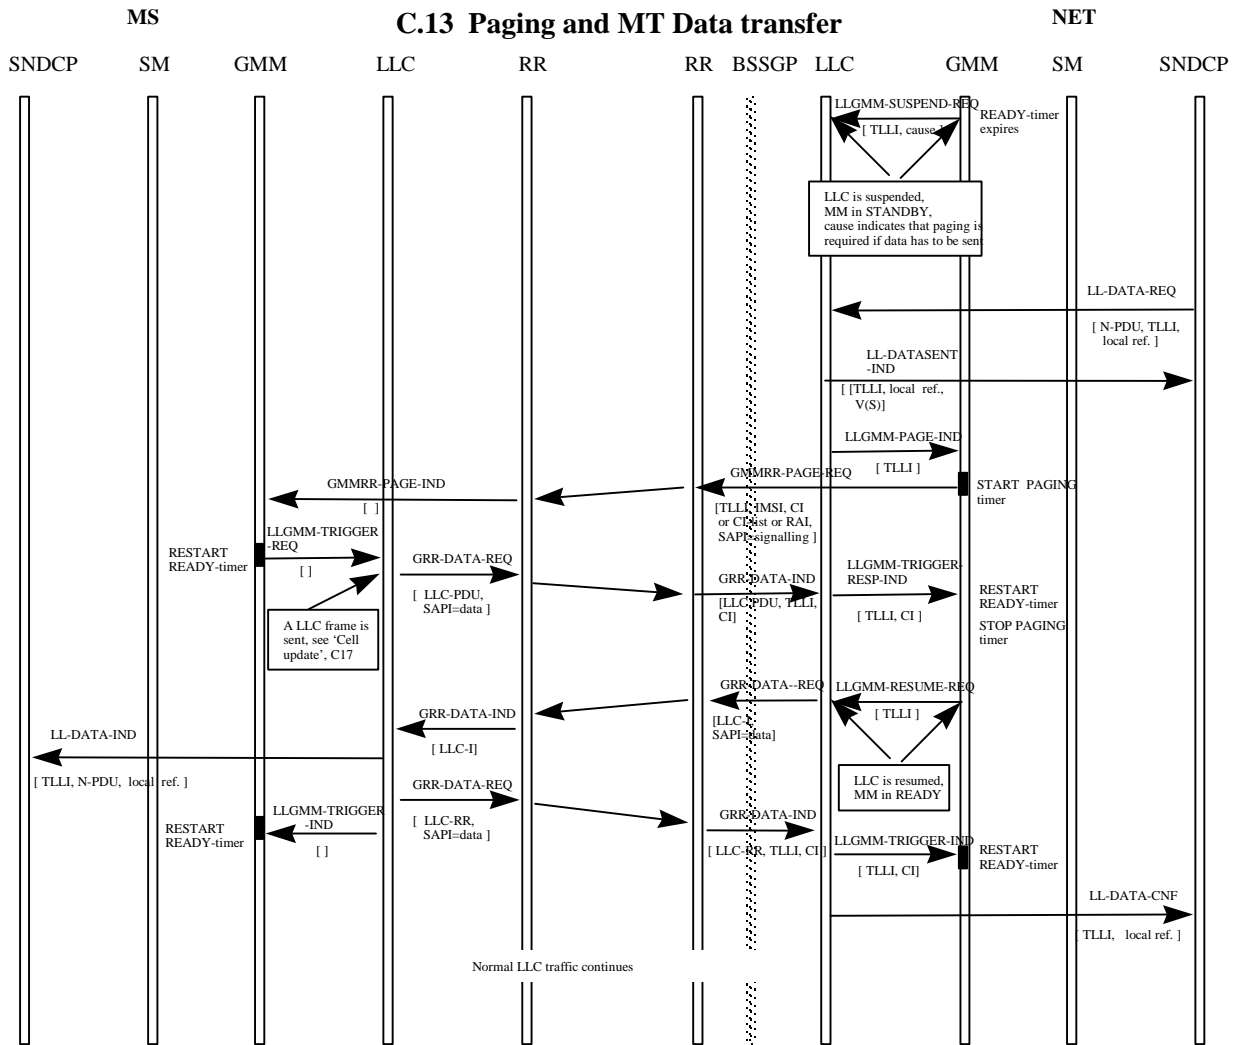 MS
C.13 Paging and MT Data transfer
NET
SNDCP SM GMM LLC RR RR BSSGP LLC GMM SM SNDCP
LLGMM-SUSPEND-REQ
[ TLLI, cause ]
READY-timer
expires
LLC is suspended,
MM in STANDBY,
cause indicates that paging is
required if data has to be sent
LL-DATA-REQ
[ N-PDU, TLLI,
local ref. ]
LL-DATASENT
-IND
[ [TLLI, local ref.,
V(S)]
LLGMM-PAGE-IND
[ TLLI ]
GMMRR-PAGE-REQ
START PAGING
timer
[TLLI, IMSI, CI
or CI-list or RAI,
SAPI=signalling ]
GMMRR-PAGE-IND
[ ]
LLGMM-TRIGGER
-REQ
[ ]
RESTART
READY-timer
A LLC frame is
sent, see ‘Cell
update’, C17
GRR-DATA-REQ
[ LLC-PDU,
SAPI=data ]
GRR-DATA-IND
[LLC-PDU, TLLI,
CI]
LLGMM-TRIGGER-
RESP-IND
[ TLLI, CI ]
RESTART
READY-timer
STOP PAGING
timer
LLGMM-RESUME-REQ
[ TLLI ]
LLC is resumed,
MM in READY
GRR-DATA--REQ
[LLC-I,
SAPI=data]
GRR-DATA-IND
[ LLC-I]
LL-DATA-IND
[ TLLI, N-PDU, local ref. ]
GRR-DATA-REQ
[ LLC-RR,
SAPI=data ]
LLGMM-TRIGGER
-IND
[ ]
RESTART
READY-timer
GRR-DATA-IND
[ LLC-RR, TLLI, CI ]
LLGMM-TRIGGER-IND
[ TLLI, CI]
RESTART
READY-timer
LL-DATA-CNF
[ TLLI, local ref. ]
Normal LLC traffic continues